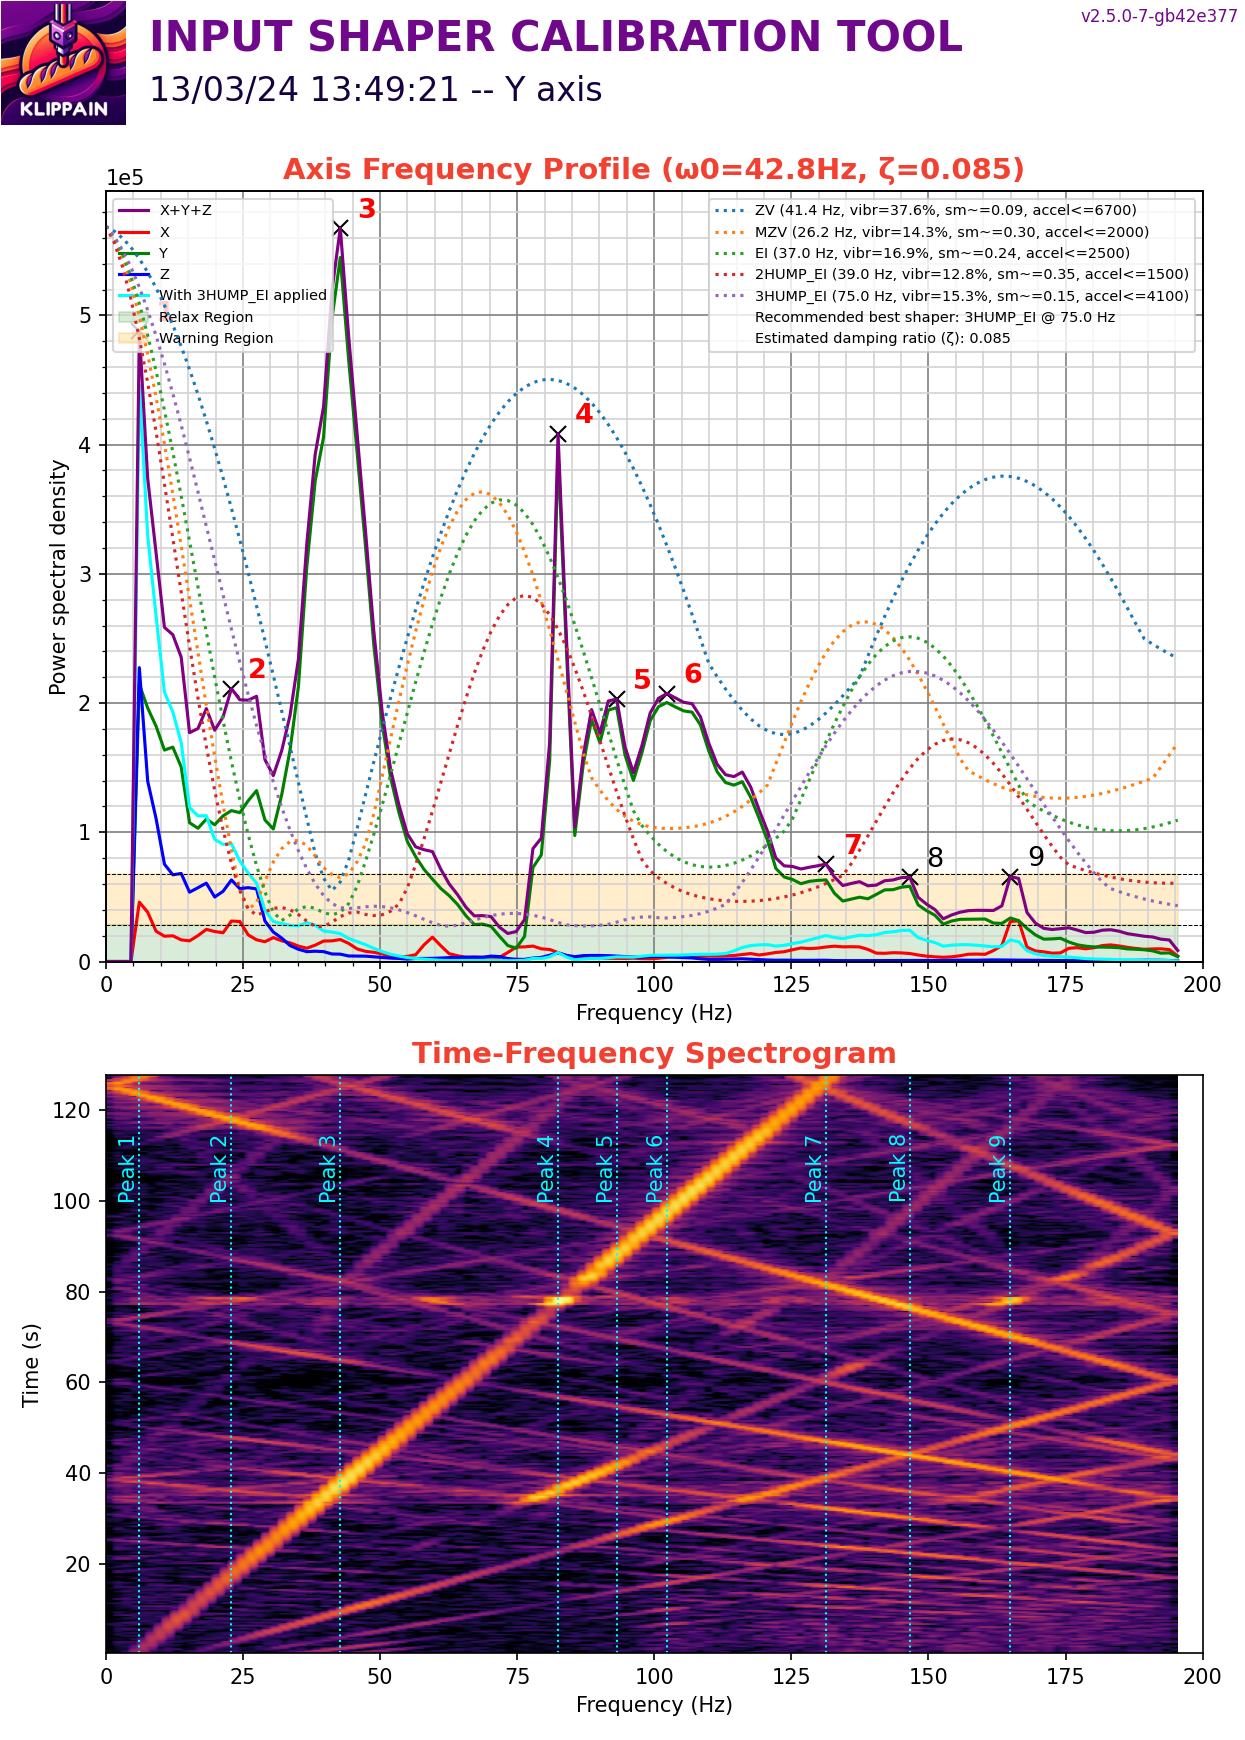 KLIPPAIN
INPUT SHAPER CALIBRATION TOOL
v2.5.0-7-gb42e377
13/03/24 13:49:21 -- Y axis
Axis Frequency Profile (ω0=42.8Hz, ζ=0.085)
1e5
X+Y+Z
X
Y
Z
With 3HUMP_EI applied
Relax Region
Warning Region
ZV (41.4 Hz, vibr=37.6%, sm~=0.09, accel<=6700)
MZV (26.2 Hz, vibr=14.3%, sm~=0.30, accel<=2000)
EI (37.0 Hz, vibr=16.9%, sm~=0.24, accel<=2500)
2HUMP_EI (39.0 Hz, vibr=12.8%, sm~=0.35, accel<=1500)
3HUMP_EI (75.0 Hz, vibr=15.3%, sm~=0.15, accel<=4100)
Recommended best shaper: 3HUMP_EI @ 75.0 Hz
Estimated damping ratio (ζ): 0.085
2
3
4
5
6
7
8
9
Power spectral density
5
4
3
2
1
0
0 25 50 75 100 125 150 175 200
Frequency (Hz)
Time-Frequency Spectrogram
Time (s)
120
100
80
60
40
20
Peak 1
Peak 2
Peak 3
Peak 4
Peak 5
Peak 6
Peak 7
Peak 8
Peak 9
0 25 50 75 100 125 150 175 200
Frequency (Hz)